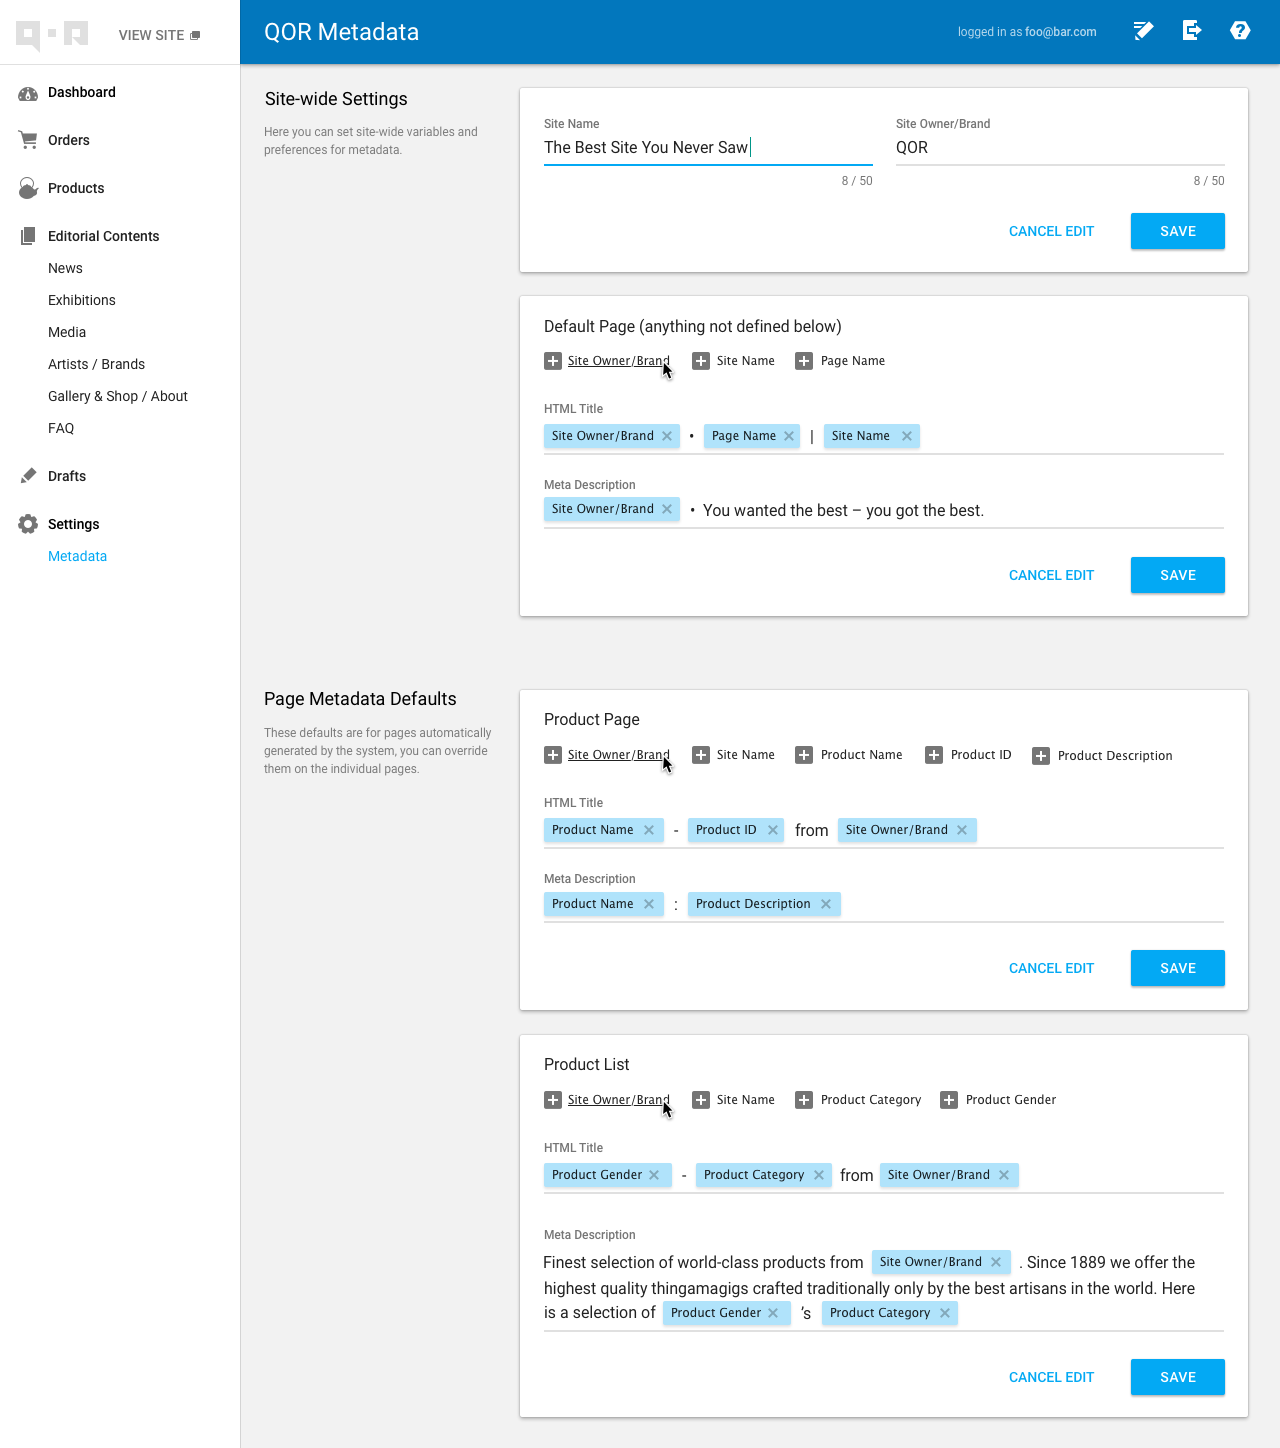 VIEW SITE
QOR Metadata
logged in as foo@bar.com
Dashboard
Orders
Products
Editorial Contents
News
Exhibitions
Media
Artists / Brands
Gallery & Shop / About
FAQ
Drafts
Settings
Metadata
Site-wide Settings
Here you can set site-wide variables and
preferences for metadata.
Site Name
The Best Site You Never Saw
8 / 50
Site Owner/Brand
QOR
8 / 50
CANCEL EDIT
SAVE
Default Page (anything not defined below)
Site Owner/Brand Site Name Page Name
HTML Title
Site Owner/Brand • Page Name | Site Name
Meta Description
Site Owner/Brand • You wanted the best – you got the best.
CANCEL EDIT
SAVE
Page Metadata Defaults
These defaults are for pages automatically
generated by the system, you can override
them on the individual pages.
Product Page
Site Owner/Brand Site Name Product Name Product ID Product Description
HTML Title
Product Name - Product ID from Site Owner/Brand
Meta Description
Product Name : Product Description
CANCEL EDIT
SAVE
Product List
Site Owner/Brand Site Name Product Category Product Gender
HTML Title
Product Gender - Product Category from Site Owner/Brand
Meta Description
Finest selection of world-class products from Site Owner/Brand . Since 1889 we offer the
highest quality thingamagigs crafted traditionally only by the best artisans in the world. Here
is a selection of Product Gender ’s Product Category
CANCEL EDIT
SAVE